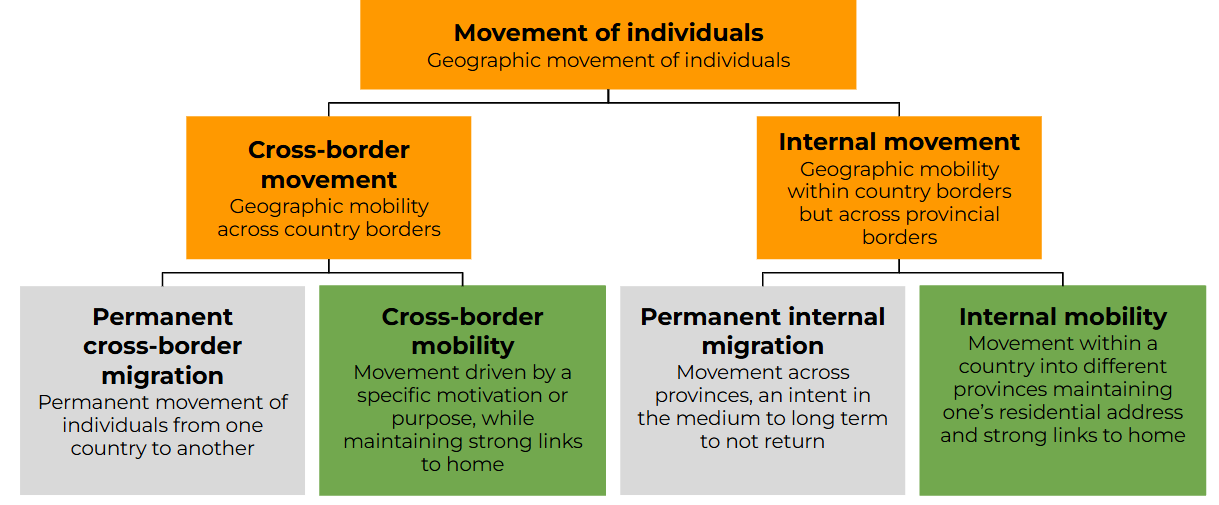 Movement of individuals
Geographic movement of individuals
Cross-border
movement
Geographic mobility
across country borders
Internal movement
Geographic mobility
within country borders
but across provincial
borders
Permanent
cross-border
migration
Permanent movement of
individuals from one
country to another
Cross-border
mobility
Movement driven by a
specific motivation or
purpose, while
maintaining strong links
to home
Permanent internal
migration
Movement across
provinces, an intent in
the medium to long term
to not return
Internal mobility
Movement within a
country into different
provinces maintaining
one’s residential address
and strong links to home